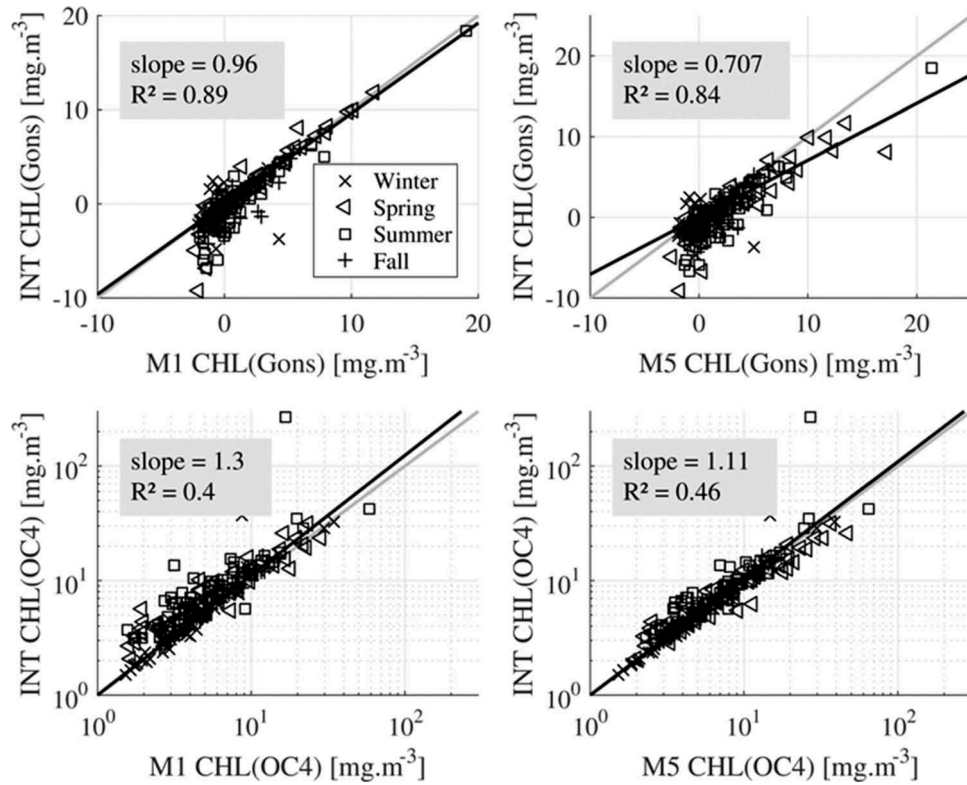 INT CHL(Gons) [mg.m⁻³]
20
10
0
-10
slope = 0.96
R² = 0.89
Winter
Spring
Summer
Fall
-10
0
10
20
M1 CHL(Gons) [mg.m⁻³]
INT CHL(Gons) [mg.m⁻³]
20
10
0
-10
slope = 0.707
R² = 0.84
-10
0
10
20
M5 CHL(Gons) [mg.m⁻³]
INT CHL(OC4) [mg.m⁻³]
10²
10¹
10⁰
slope = 1.3
R² = 0.4
10⁰
10¹
10²
M1 CHL(OC4) [mg.m⁻³]
INT CHL(OC4) [mg.m⁻³]
10²
10¹
10⁰
slope = 1.11
R² = 0.46
10⁰
10¹
10²
M5 CHL(OC4) [mg.m⁻³]